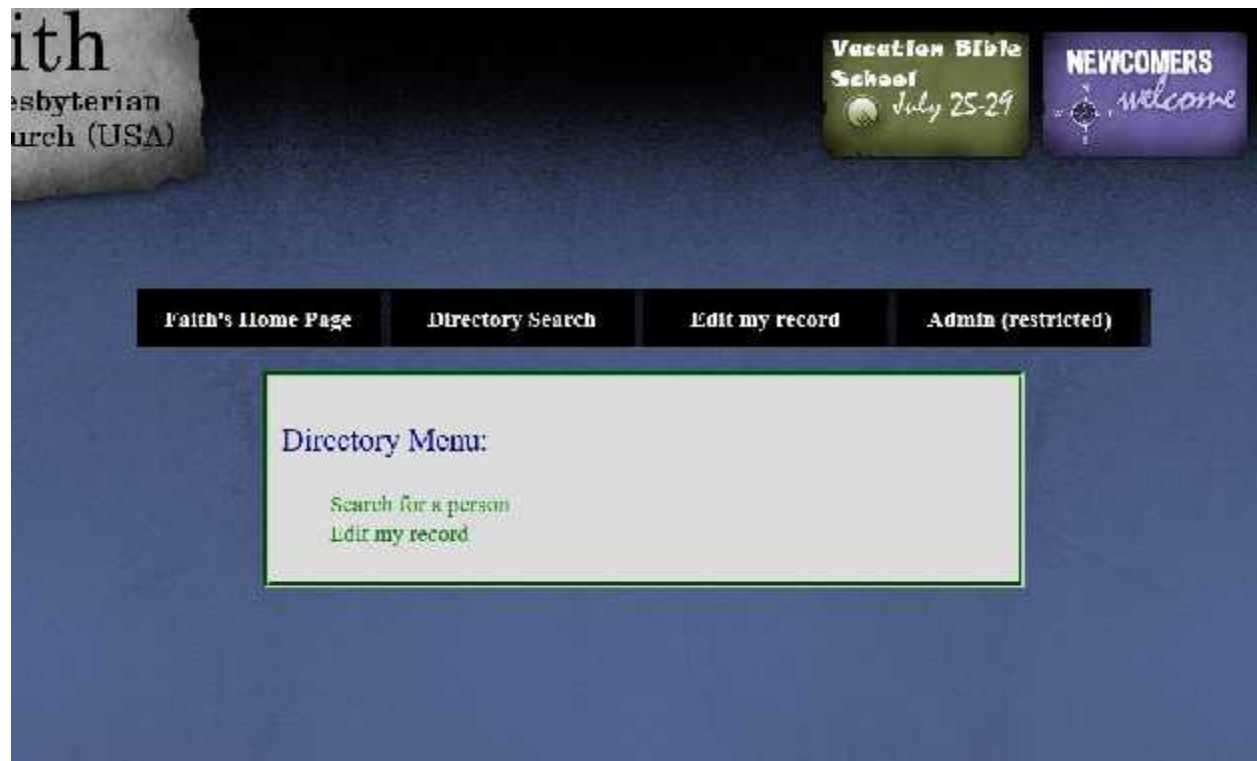 ith
esbyterian
urch (USA)
Vacation Bible
School
July 25-29
NEWCOMERS
welcome
Faith's Home Page Directory Search Edit my record Admin (restricted)
Directory Menu:
Search for a person
Edit my record